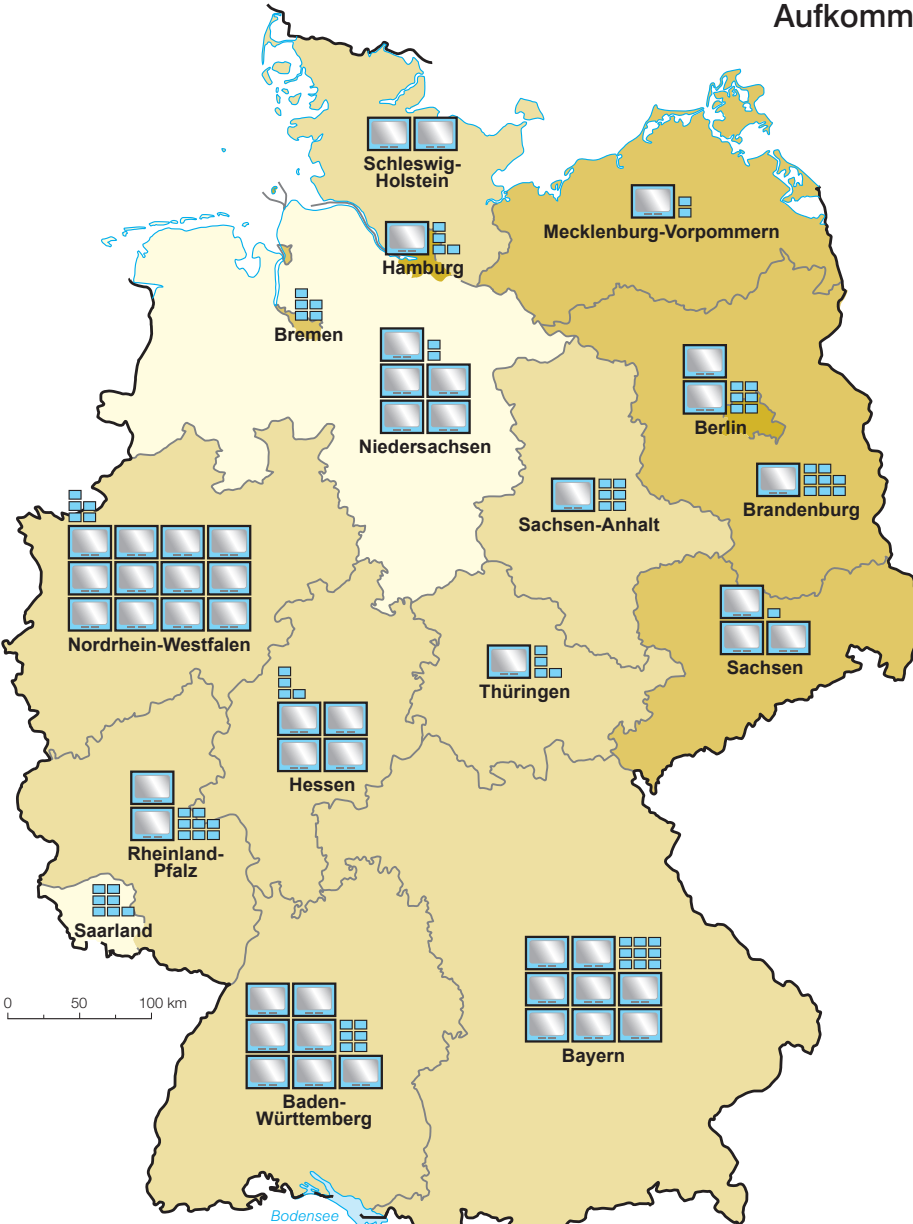 Aufkomm
Schleswig-
Holstein
Mecklenburg-Vorpommern
Hamburg
Bremen
Niedersachsen
Berlin
Brandenburg
Sachsen-Anhalt
Nordrhein-Westfalen
Sachsen
Thüringen
Hessen
Rheinland-
Pfalz
Saarland
0 50 100 km
Bayern
Baden-
Württemberg
Bodensee